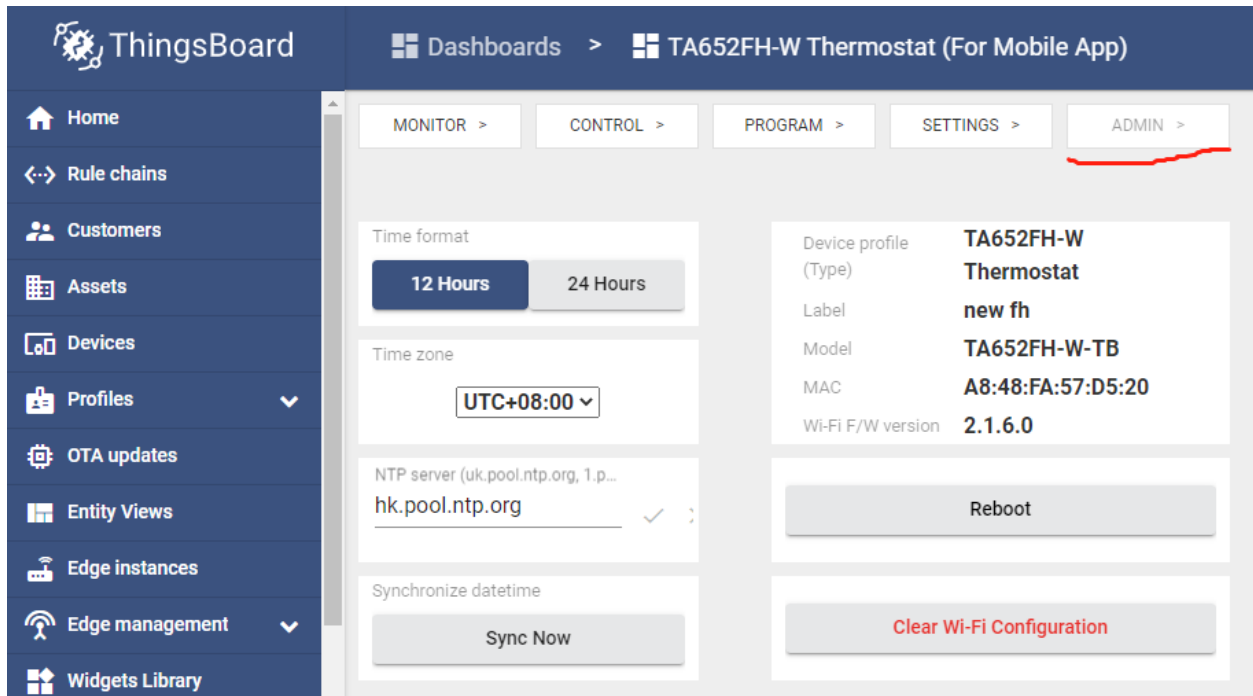 ThingsBoard
Dashboards > TA652FH-W Thermostat (For Mobile App)
Home
Rule chains
Customers
Assets
Devices
Profiles
OTA updates
Entity Views
Edge instances
Edge management
Widgets Library
MONITOR > CONTROL > PROGRAM > SETTINGS > ADMIN >
Time format
12 Hours 24 Hours
Time zone
UTC+08:00
NTP server (uk.pool.ntp.org, 1.p...
hk.pool.ntp.org
Synchronize datetime
Sync Now
Device profile (Type) TA652FH-W Thermostat
Label new fh
Model TA652FH-W-TB
MAC A8:48:FA:57:D5:20
Wi-Fi F/W version 2.1.6.0
Reboot
Clear Wi-Fi Configuration